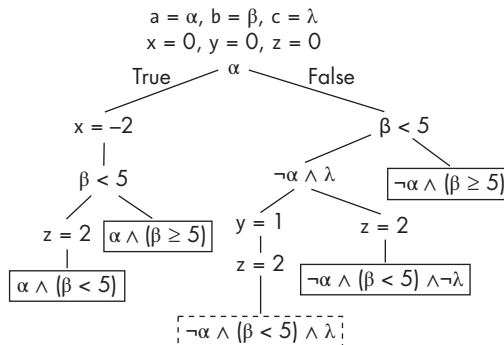 a = α, b = β, c = λ
x = 0, y = 0, z = 0
True α False
x = –2 β < 5
β < 5 ¬α ∧ λ ¬α ∧ (β ≥ 5)
z = 2 α ∧ (β ≥ 5) y = 1 z = 2
α ∧ (β < 5) z = 2 ¬α ∧ (β < 5) ∧¬λ
¬α ∧ (β < 5) ∧ λ